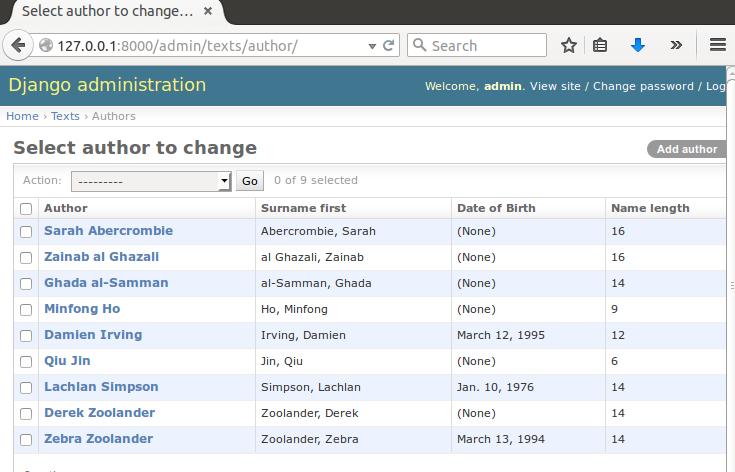 Select author to change...
127.0.0.1:8000/admin/texts/author/
Search
Django administration
Welcome, admin. View site / Change password / Log
Home › Texts › Authors
Select author to change
Add author
Action: --------- Go 0 of 9 selected
Author Surname first Date of Birth Name length
Sarah Abercrombie Abercrombie, Sarah (None) 16
Zainab al Ghazali al Ghazali, Zainab (None) 16
Ghada al-Samman al-Samman, Ghada (None) 14
Minfong Ho Ho, Minfong (None) 9
Damien Irving Irving, Damien March 12, 1995 12
Qiu Jin Jin, Qiu (None) 6
Lachlan Simpson Simpson, Lachlan Jan. 10, 1976 14
Derek Zoolander Zoolander, Derek (None) 14
Zebra Zoolander Zoolander, Zebra March 13, 1994 14